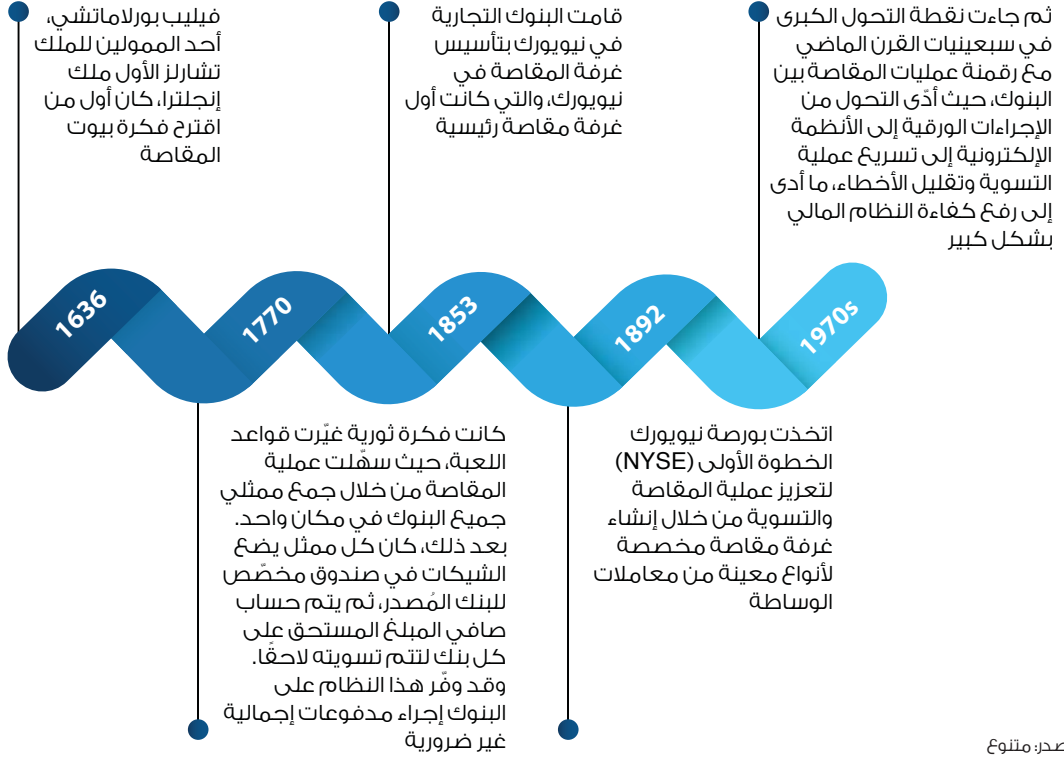 فيليب بورلاماتشي،
أحد الممولين للملك
تشارلز الأول ملك
إنجلترا، كان أول من
اقترح فكرة بيوت
المقاصة
قامت البنوك التجارية
في نيويورك بتأسيس
غرفة المقاصة في
نيويورك، والتي كانت أول
غرفة مقاصة رئيسية
ثم جاءت نقطة التحول الكبرى
في سبعينيات القرن الماضي
مع رقمنة عمليات المقاصة بين
البنوك، حيث أدّى التحول من
الإجراءات الورقية إلى الأنظمة
الإلكترونية إلى تسريع عملية
التسوية وتقليل الأخطاء، ما أدى
إلى رفع كفاءة النظام المالي
بشكل كبير
1636
1770
1853
1892
1970s
كانت فكرة ثورية غيّرت قواعد
اللعبة، حيث سهّلت عملية
المقاصة من خلال جمع ممثلي
جميع البنوك في مكان واحد.
بعد ذلك، كان كل ممثل يضع
الشيكات في صندوق مخصّص
للبنك المُصدر، ثم يتم حساب
صافي المبلغ المستحق على
كل بنك لتتم تسويته لاحقًا.
وقد وفّر هذا النظام على
البنوك إجراء مدفوعات إجمالية
غير ضرورية
اتخذت بورصة نيويورك
(NYSE) الخطوة الأولى
لتعزيز عملية المقاصة
والتسوية من خلال إنشاء
غرفة مقاصة مخصصة
لأنواع معينة من معاملات
الوساطة
صدر: متنوع